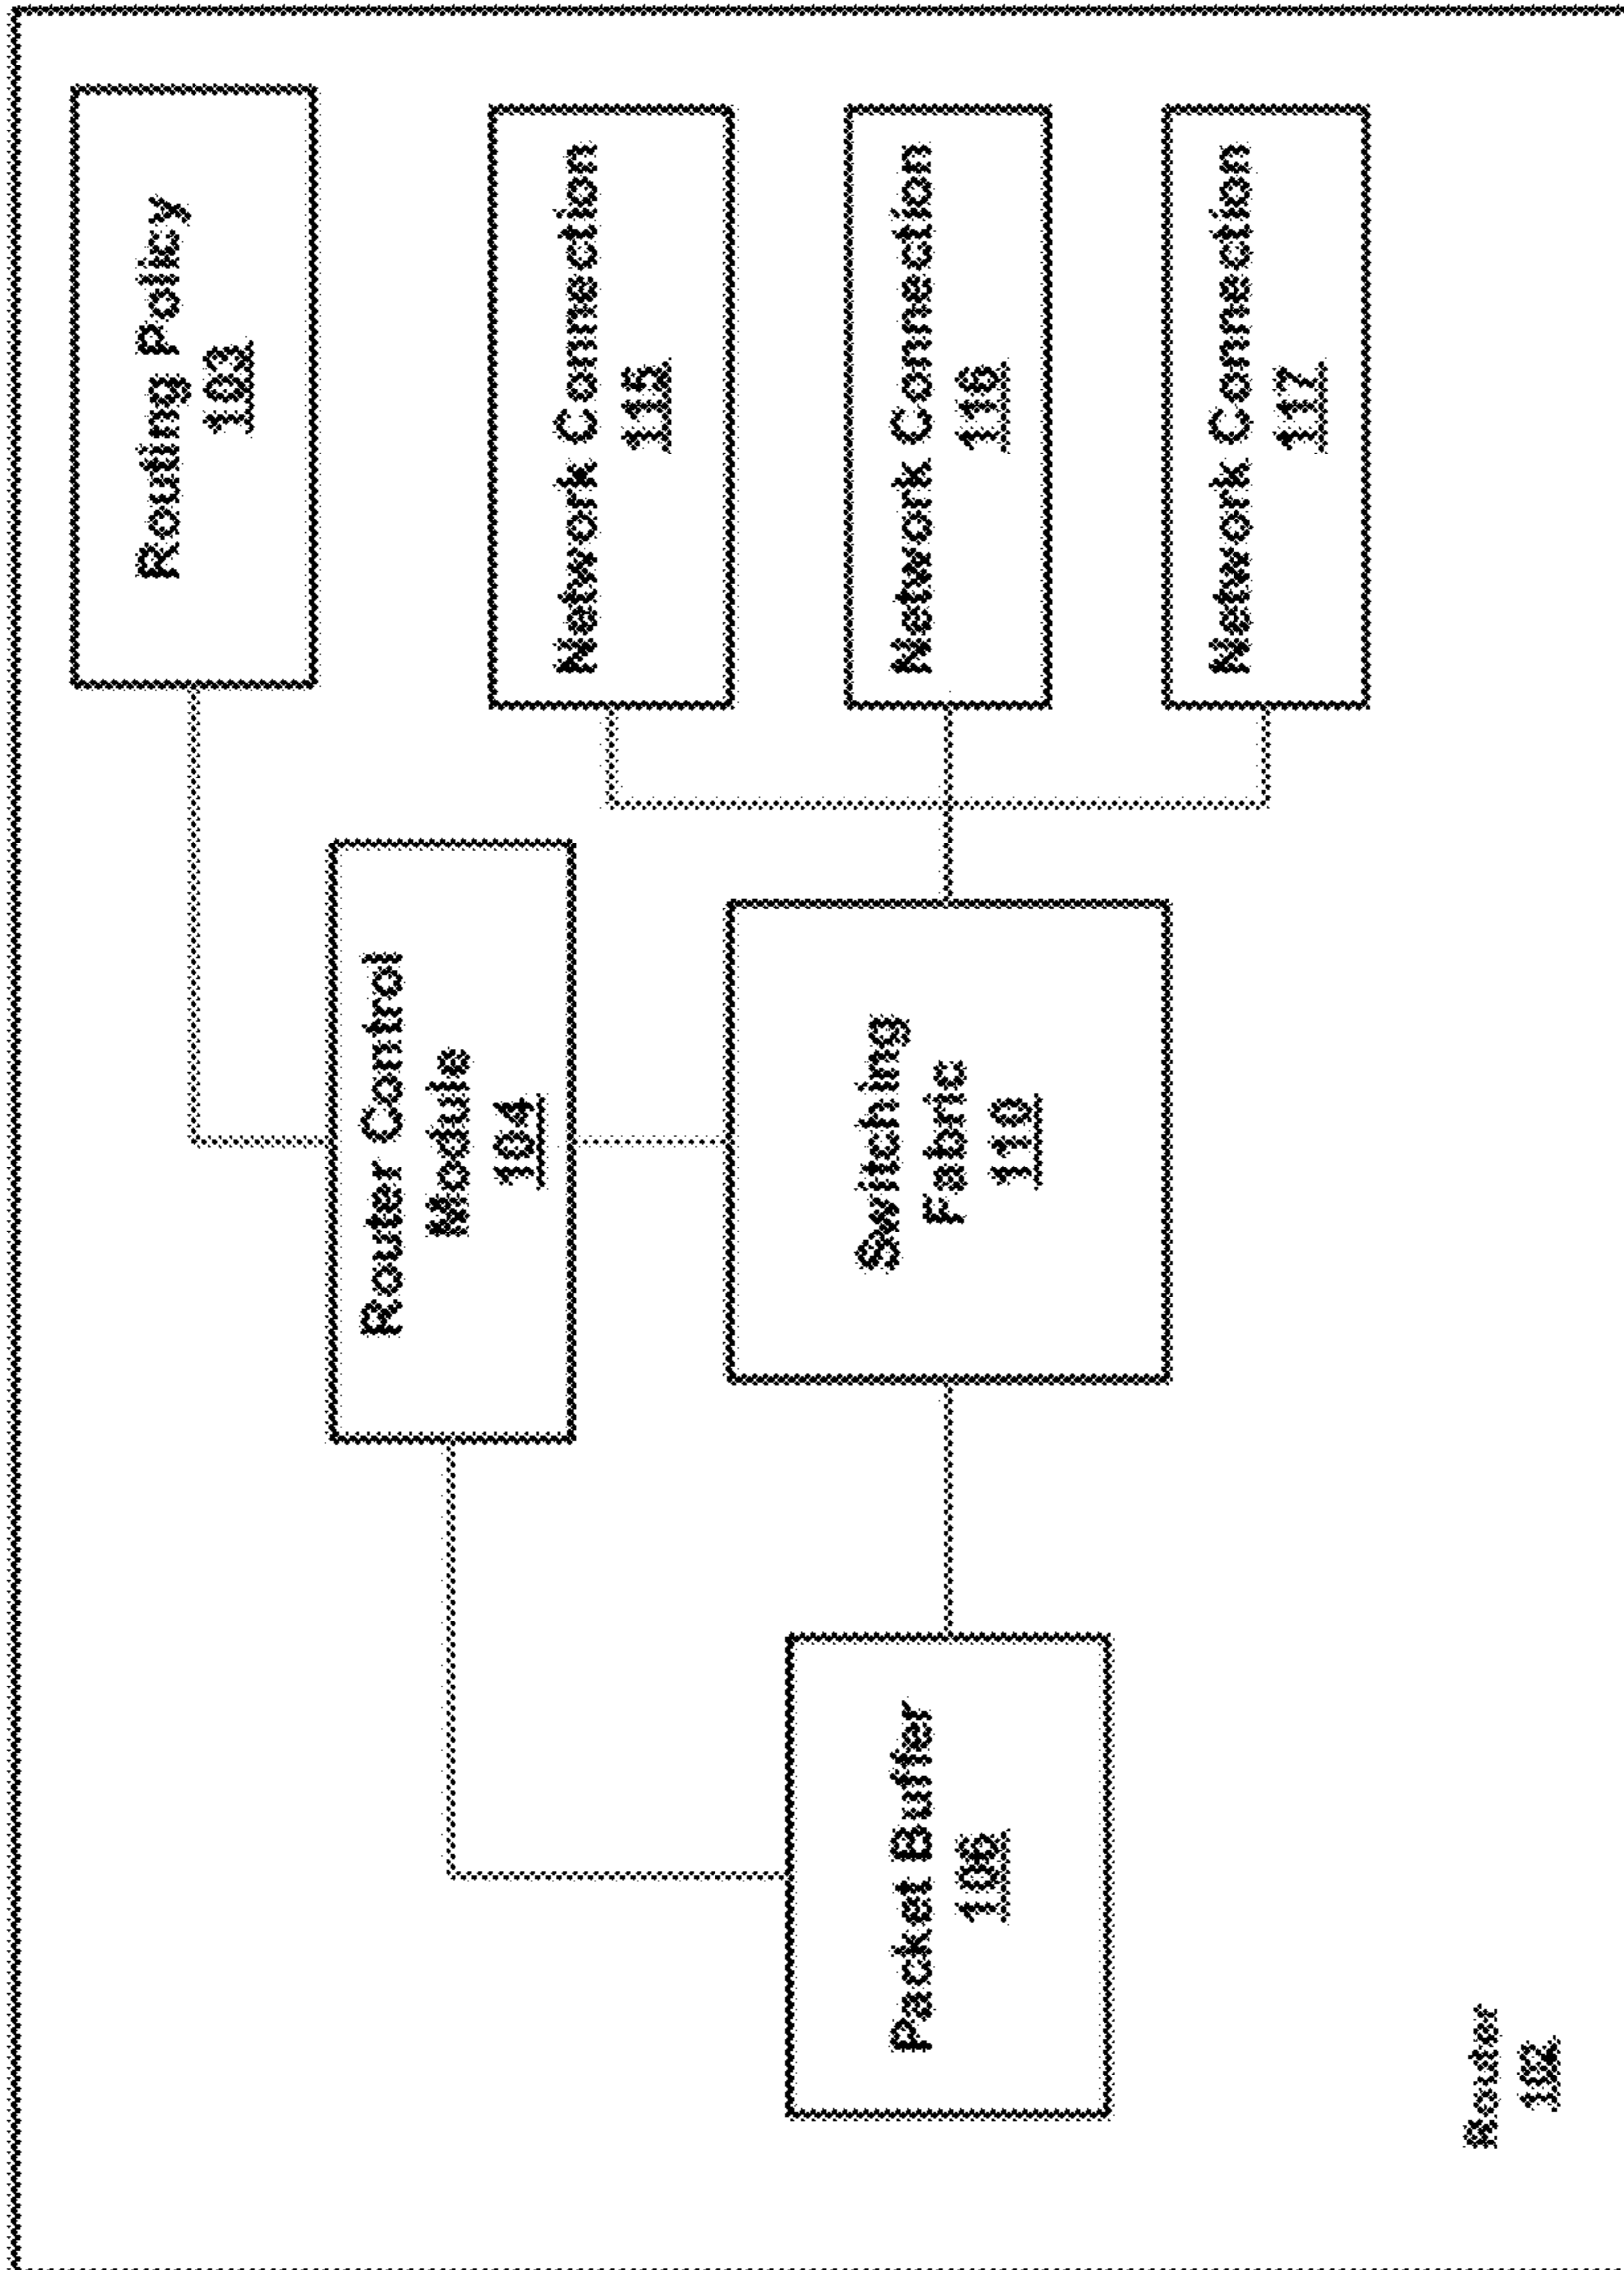 Routing Policy
103
Router Control
Module
104
Network Connection
115
Packet Buffer
106
Switching
Fabric
110
Network Connection
116
Network Connection
117
Router
102